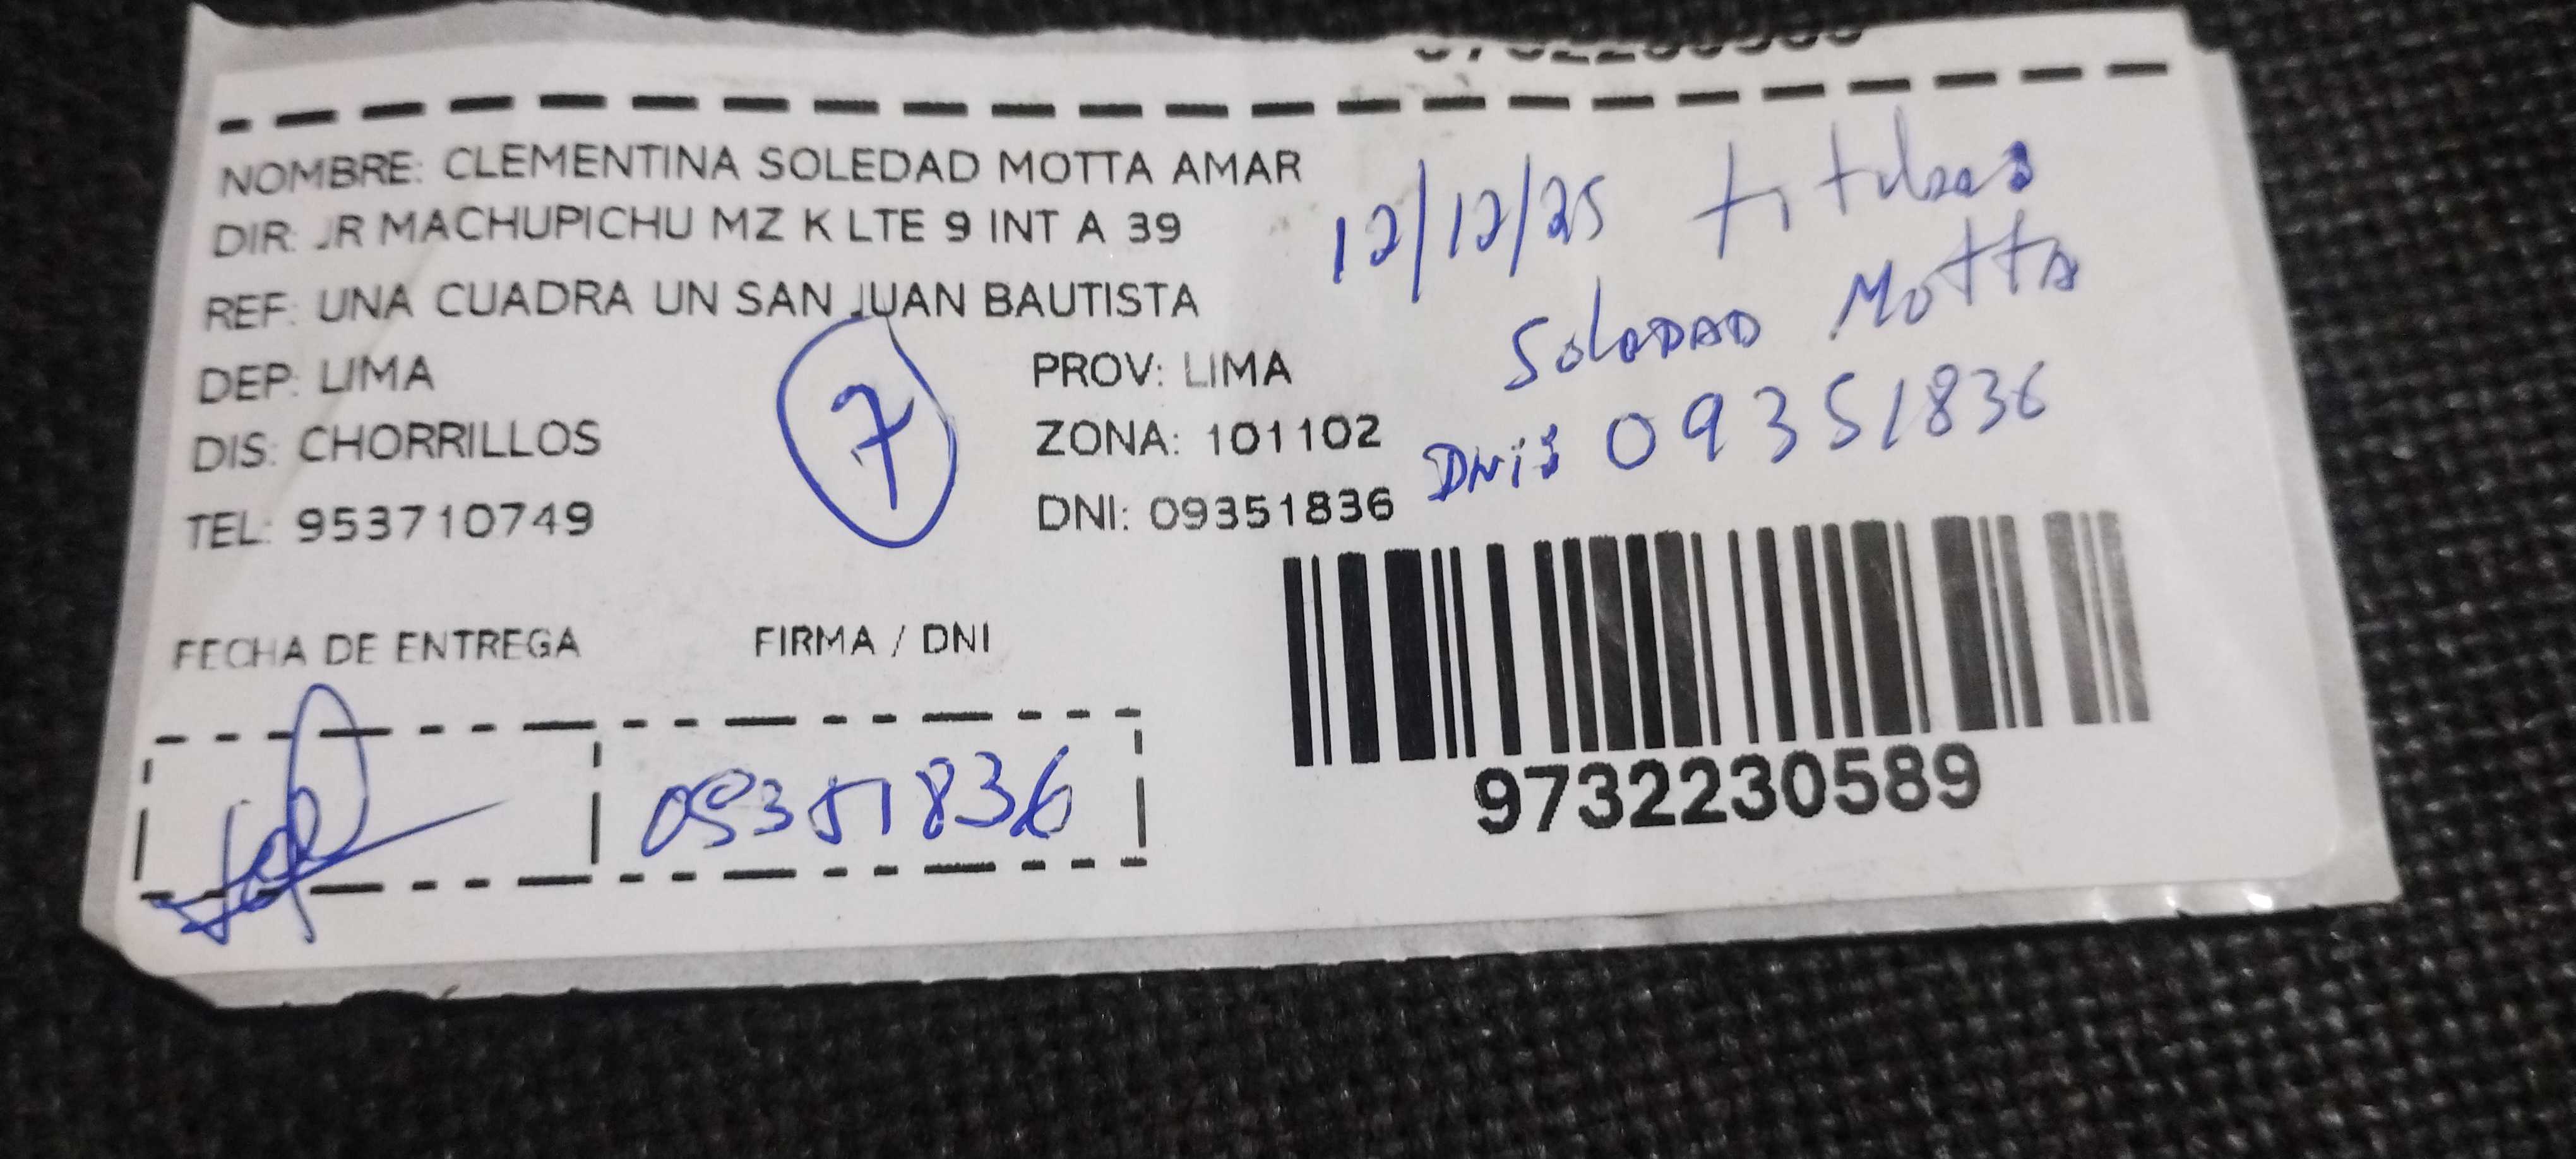 NOMBRE: CLEMENTINA SOLEDAD MOTTA AMAR
DIR: JR MACHUPICHU MZ K LTE 9 INT A 39
REF: UNA CUADRA UN SAN JUAN BAUTISTA
DEP: LIMA
PROV: LIMA
DIS: CHORRILLOS
ZONA: 101102
TEL: 953710749
DNI: 09351836
7
12/12/25
Soledad Motta
DNI: 09351836
FECHA DE ENTREGA
FIRMA / DNI
09351836
9732230589